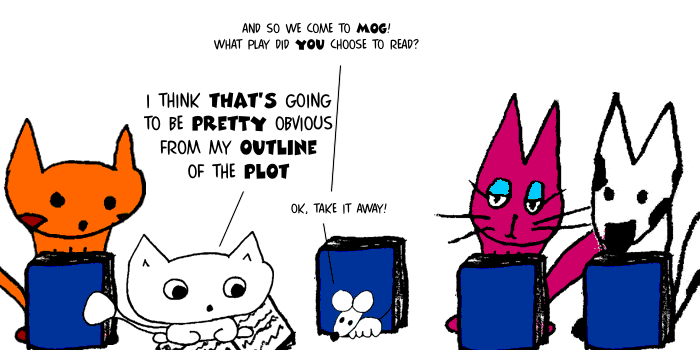 AND SO WE COME TO MOG!
WHAT PLAY DID YOU CHOOSE TO READ?
I THINK THAT'S GOING
TO BE PRETTY OBVIOUS
FROM MY OUTLINE
OF THE PLOT
OK, TAKE IT AWAY!